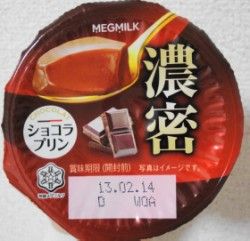 MEGMILK
濃密
CHOCOLAT
ショコラ
プリン
賞味期限(開封前)
写真はイメージです。
13.02.14
D WOA